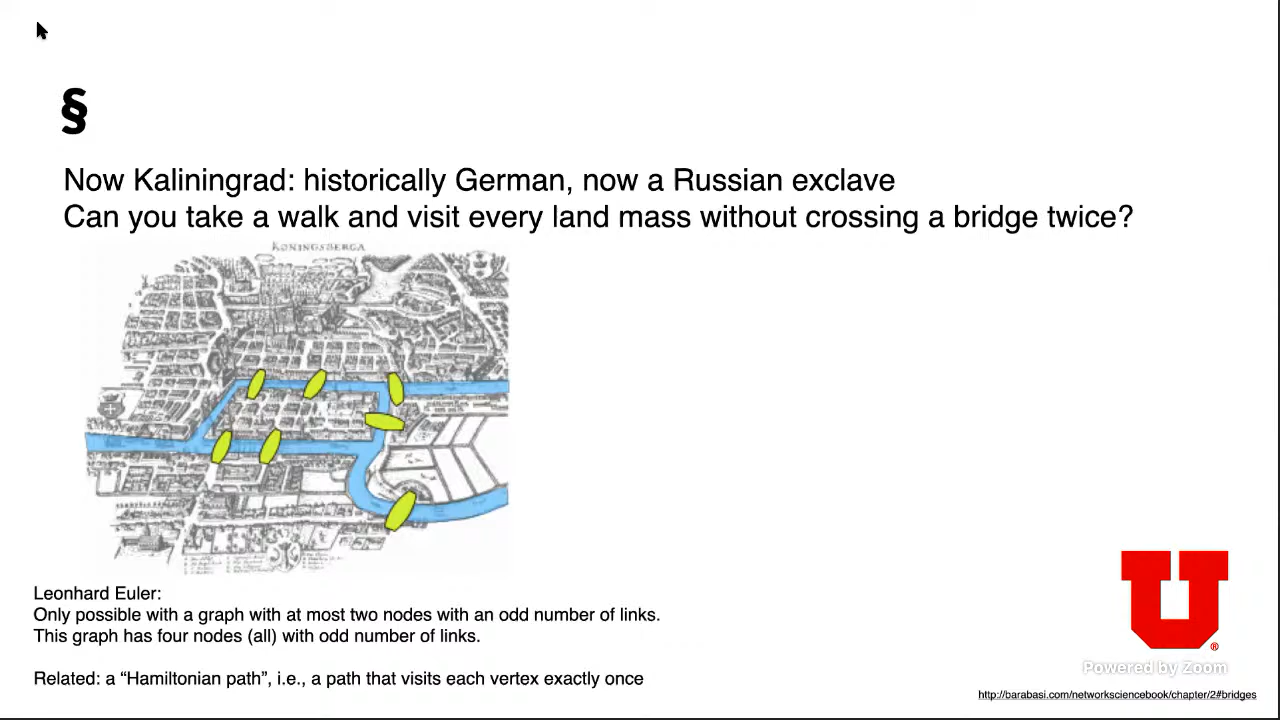 §
Now Kaliningrad: historically German, now a Russian exclave
Can you take a walk and visit every land mass without crossing a bridge twice?
KONINGSBERGA
Leonhard Euler:
Only possible with a graph with at most two nodes with an odd number of links.
This graph has four nodes (all) with odd number of links.
Related: a “Hamiltonian path”, i.e., a path that visits each vertex exactly once
U®
Powered by Zoom
http://barabasi.com/networksciencebook/chapter/2#bridges